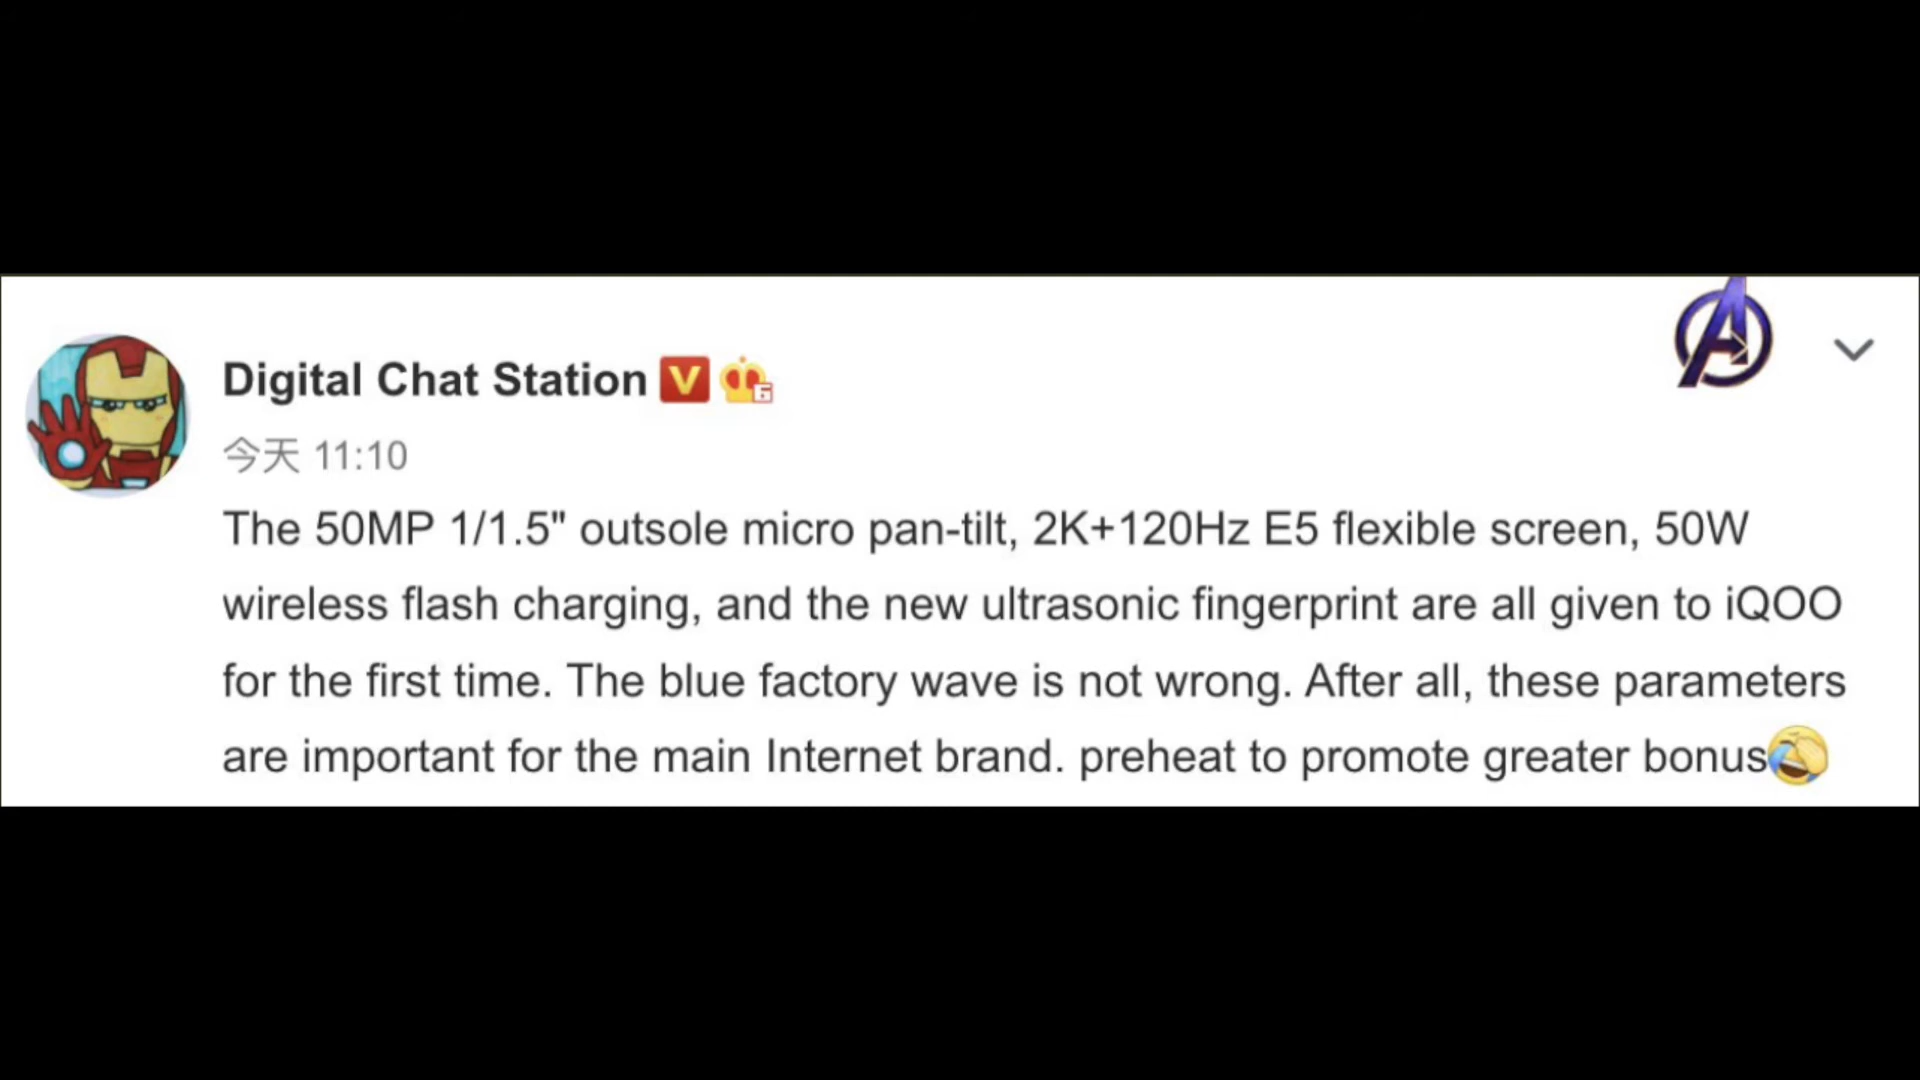 Digital Chat Station
今天 11:10
The 50MP 1/1.5" outsole micro pan-tilt, 2K+120Hz E5 flexible screen, 50W
wireless flash charging, and the new ultrasonic fingerprint are all given to iQOO
for the first time. The blue factory wave is not wrong. After all, these parameters
are important for the main Internet brand. preheat to promote greater bonus